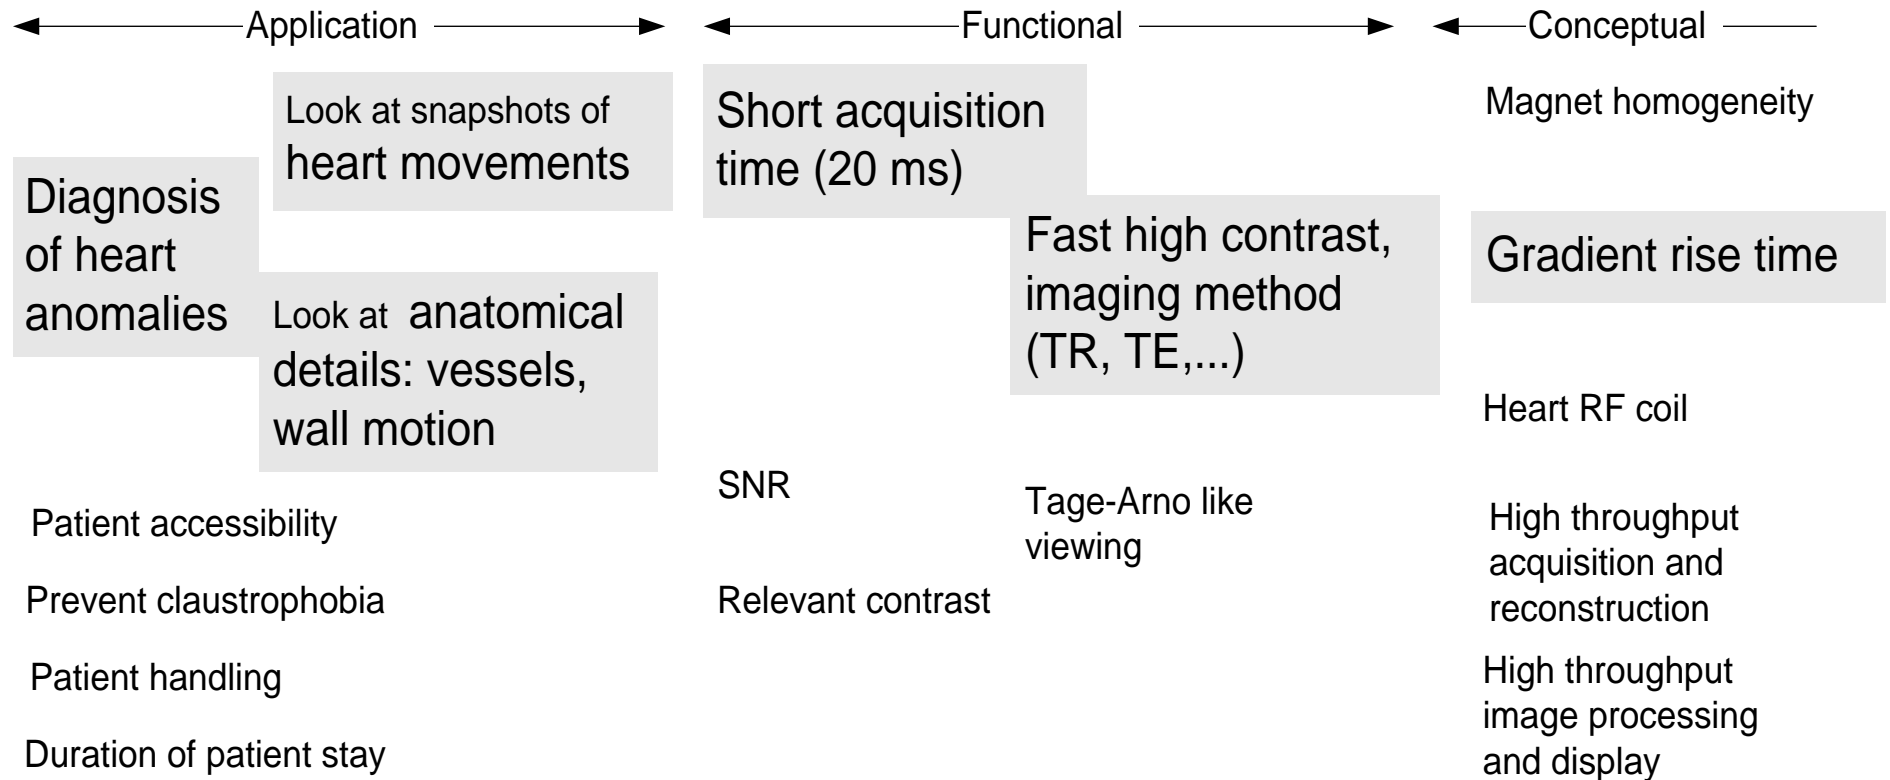 Application
Functional
Conceptual
Look at snapshots of
heart movements
Diagnosis
of heart
anomalies
Look at anatomical
details: vessels,
wall motion
Patient accessibility
Prevent claustrophobia
Patient handling
Duration of patient stay
Short acquisition
time (20 ms)
Fast high contrast,
imaging method
(TR, TE,...)
SNR
Tage-Arno like
viewing
Relevant contrast
Magnet homogeneity
Gradient rise time
Heart RF coil
High throughput
acquisition and
reconstruction
High throughput
image processing
and display